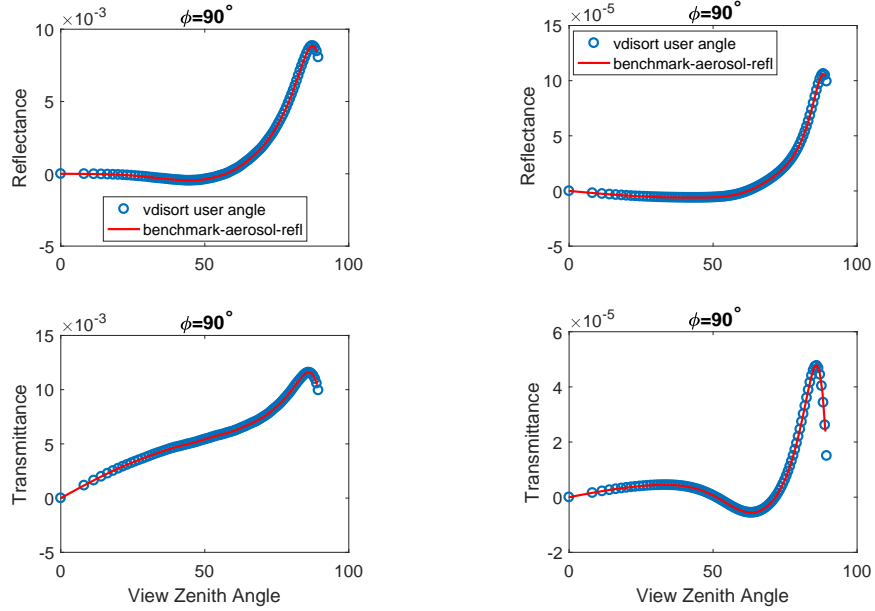 ×10⁻³
ϕ=90°
10
5
0
-5
Reflectance
vdisort user angle
benchmark-aerosol-refl
0
50
100
×10⁻⁵
ϕ=90°
15
10
5
0
-5
Reflectance
vdisort user angle
benchmark-aerosol-refl
0
50
100
×10⁻³
ϕ=90°
15
10
5
0
-5
Transmittance
0
50
100
View Zenith Angle
×10⁻⁵
ϕ=90°
6
4
2
0
-2
Transmittance
0
50
100
View Zenith Angle